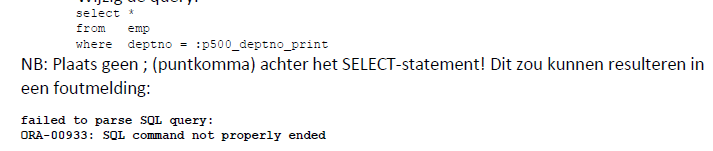 Wijzig de query:
select *
from emp
where deptno = :p500_deptno_print
NB: Plaats geen ; (puntkomma) achter het SELECT-statement! Dit zou kunnen resulteren in
een foutmelding:
failed to parse SQL query:
ORA-00933: SQL command not properly ended